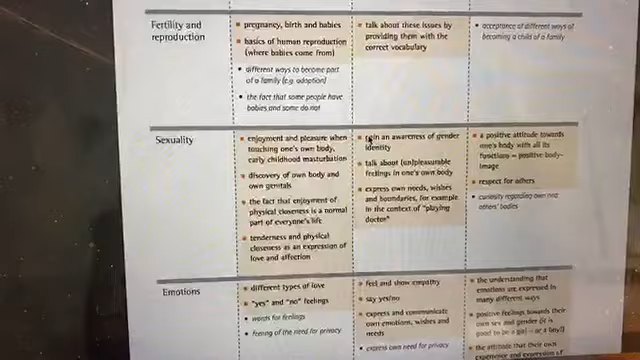 Fertility and
reproduction
pregnancy, birth and babies
basics of human reproduction
(where babies come from)
different ways to become part
of a family (e.g. adoption)
the fact that some people have
babies and some do not
talk about these issues by
providing them with the
correct vocabulary
acceptance of different ways of
becoming a child of a family
Sexuality
enjoyment and pleasure when
touching one's own body,
early childhood masturbation
discovery of own body and
own genitals
the fact that enjoyment of
physical closeness is a normal
part of everyone's life
tenderness and physical
closeness as an expression of
love and affection
gain an awareness of gender
identity
talk about (un)pleasurable
feelings in one's own body
express own needs, wishes
and boundaries, for example
in the context of "playing
doctor"
a positive attitude towards
one's body with all its
functions = positive body-
image
respect for others
curiosity regarding own and
others' bodies
Emotions
different types of love
"yes" and "no" feelings
words for feelings
feeling of the need for privacy
feel and show empathy
say yes/no
express and communicate
own emotions, wishes and
needs
express own need for privacy
the understanding that
emotions are expressed in
many different ways
positive feelings towards their
own sex and gender (it is
good to be a girl – or a boy!)
the attitude that their own
experience and expression of